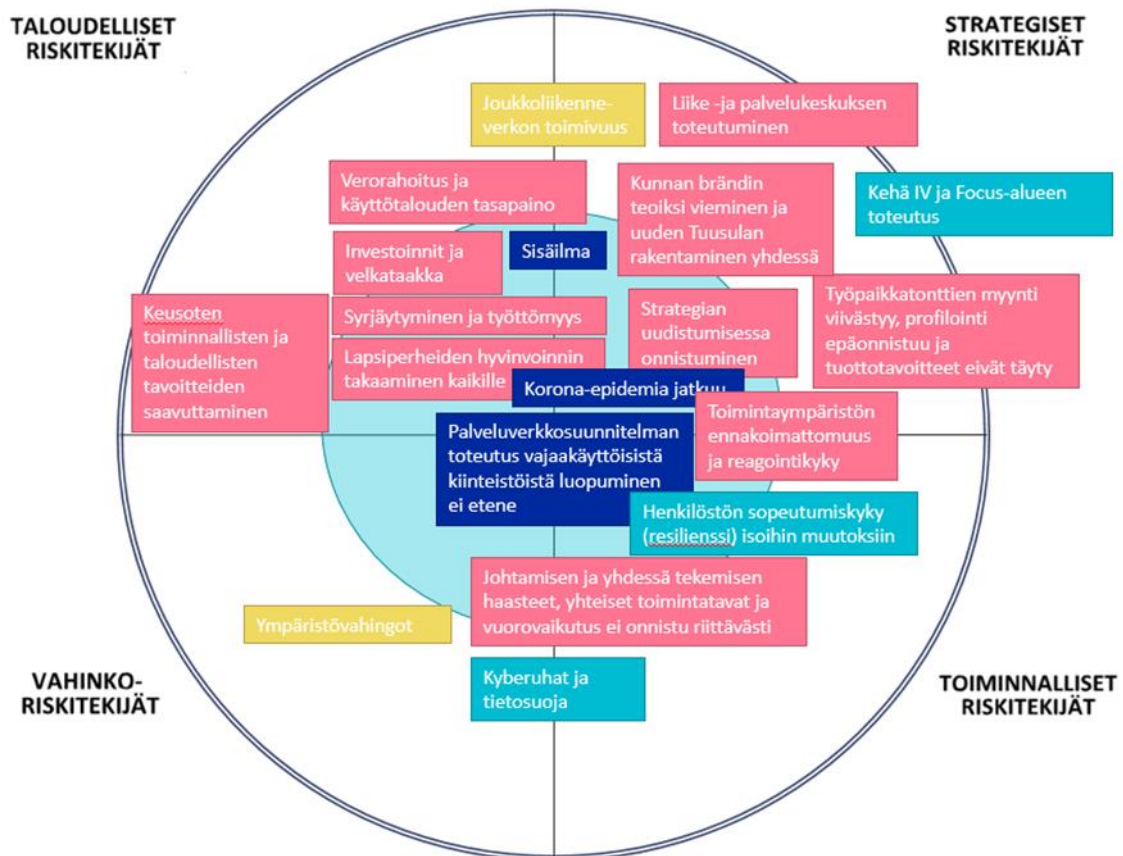 TALOUDELLISET
RISKITEKIJÄT
STRATEGISET
RISKITEKIJÄT
Joukkoliikenne-
verkon toimivuus
Liike -ja palvelukeskuksen
toteutuminen
Verorahoitus ja
käyttötalouden tasapaino
Kunnan brändin
teoiksi vieminen ja
uuden Tuusulan
rakentaminen yhdessä
Kehä IV ja Focus-alueen
toteutus
Investoinnit ja
velkataakka
Sisäilma
Keusoten
toiminnallisten ja
taloudellisten
tavoitteiden
saavuttaminen
Syrjäytyminen ja työttömyys
Strategian
uudistumisessa
onnistuminen
Työpaikkatonttien myynti
viivästyy, profilointi
epäonnistuu ja
tuottotavoitteet eivät täyty
Lapsiperheiden hyvinvoinnin
takaaminen kaikille
Korona-epidemia jatkuu
Toimintaympäristön
ennakoimattomuus
ja reagointikyky
Palveluverkkosuunnitelman
toteutus vajaakäyttöisistä
kiinteistöistä luopuminen
ei etene
Henkilöstön sopeutumiskyky
(resilienssi) isoihin muutoksiin
Johtamisen ja yhdessä tekemisen
haasteet, yhteiset toimintatavat ja
vuorovaikutus ei onnistu riittävästi
Ympäristövahingot
Kyberuhat ja
tietosuoja
VAHINKO-
RISKITEKIJÄT
TOIMINNALLISET
RISKITEKIJÄT